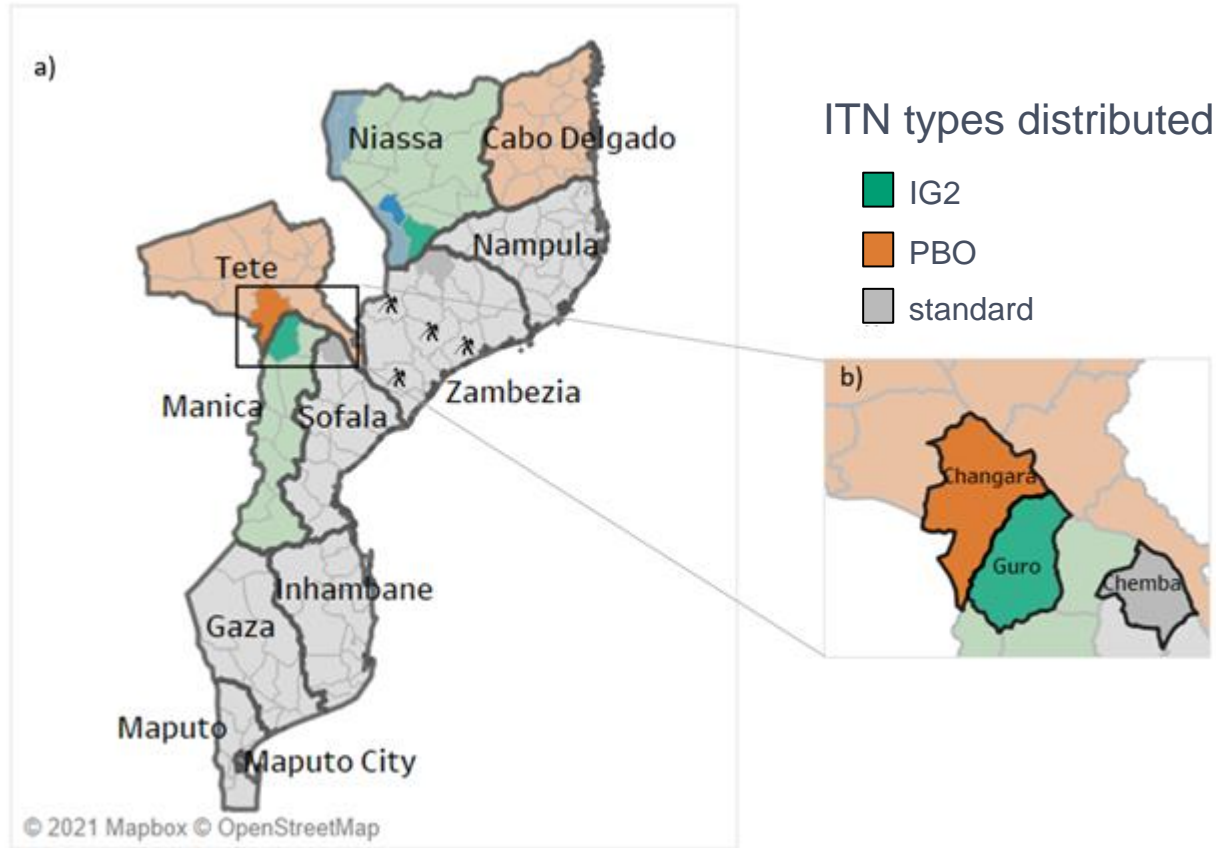 a)
Niassa
Cabo Delgado
Nampula
Tete
Zambezia
Manica
Sofala
Inhambane
Gaza
Maputo
Maputo City
© 2021 Mapbox © OpenStreetMap
ITN types distributed
IG2
PBO
standard
b)
Changara
Guro
Chemba